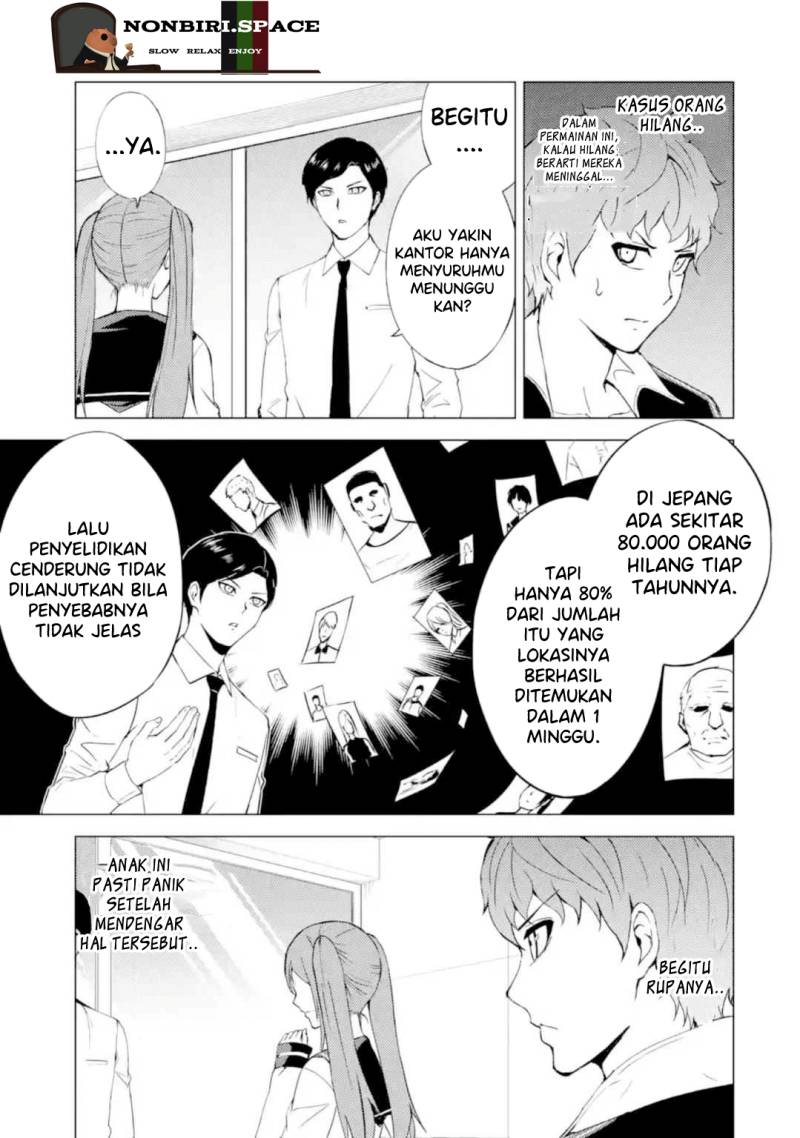 NONBIRI.SPACE
SLOW RELAX ENJOY
KASUS ORANG
HILANG..
DALAM
PERMAINAN INI,
KALAU HILANG
BERARTI MEREKA
MENINGGAL...
BEGITU
....
AKU YAKIN
KANTOR HANYA
MENYURUHMU
MENUNGGU
KAN?
...YA.
DI JEPANG
ADA SEKITAR
80.000 ORANG
HILANG TIAP
TAHUNNYA.
TAPI
HANYA 80%
DARI JUMLAH
ITU YANG
LOKASINYA
BERHASIL
DITEMUKAN
DALAM 1
MINGGU.
LALU
PENYELIDIKAN
CENDERUNG TIDAK
DILANJUTKAN BILA
PENYEBABNYA
TIDAK JELAS
BEGITU
RUPANYA..
ANAK INI
PASTI PANIK
SETELAH
MENDENGAR
HAL TERSEBUT..